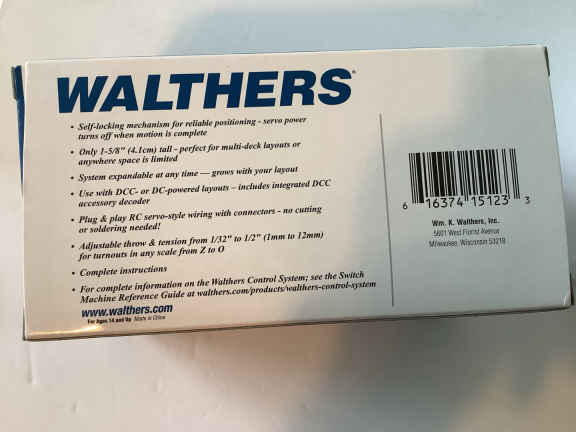 WALTHERS®
• Self-locking mechanism for reliable positioning - servo power
turns off when motion is complete
• Only 1-5/8" (4.1cm) tall - perfect for multi-deck layouts or
anywhere space is limited
• System expandable at any time — grows with your layout
• Use with DCC- or DC-powered layouts – includes integrated DCC
accessory decoder
• Plug & play RC servo-style wiring with connectors - no cutting
or soldering needed!
• Adjustable throw & tension from 1/32" to 1/2" (1mm to 12mm)
for turnouts in any scale from Z to O
• Complete instructions
• For complete information on the Walthers Control System; see the Switch
Machine Reference Guide at walthers.com/products/walthers-control-system
www.walthers.com
For Ages 14 and Up Made in China
6 16374 15123 3
Wm. K. Walthers, Inc.
5601 West Florist Avenue
Milwaukee, Wisconsin 53218